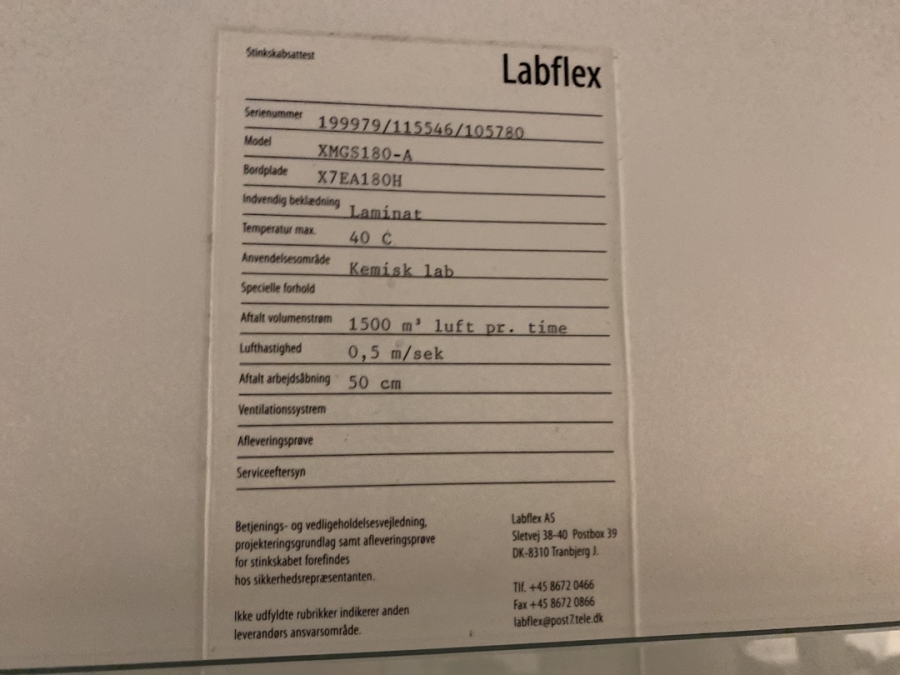 Stinkskabsattest
Labflex
Serienummer 199979/115546/105780
Model XMGS180-A
Bordplade X7EA180H
Indvendig beklædning Laminat
Temperatur max. 40 C
Anvendelsesområde Kemisk lab
Specielle forhold
Aftalt volumenstrøm 1500 m³ luft pr. time
Lufthastighed 0,5 m/sek
Aftalt arbejdsåbning 50 cm
Ventilationssystrem
Afleveringsprøve
Serviceeftersyn
Betjenings- og vedligeholdelsesvejledning,
projekteringsgrundlag samt afleveringsprøve
for stinkskabet forefindes
hos sikkerhedsrepræsentanten.
Ikke udfyldte rubrikker indikerer anden
leverandørs ansvarsområde.
Labflex AS
Sletvej 38-40 Postbox 39
DK-8310 Tranbjerg J.
Tlf. +45 8672 0466
Fax +45 8672 0866
labflex@post7.tele.dk